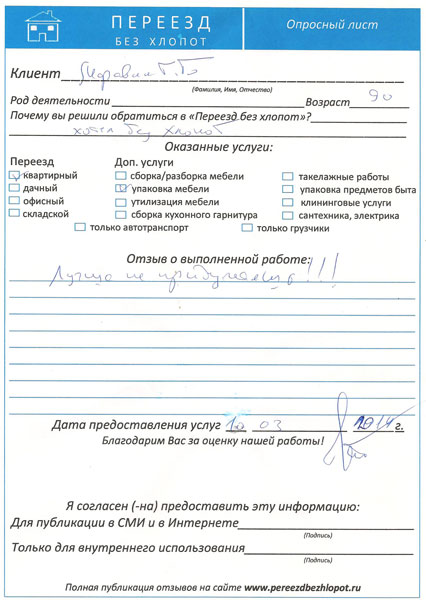 ПЕРЕЕЗД
БЕЗ ХЛОПОТ
Опросный лист
Клиент
(Фамилия, Имя, Отчество)
Род деятельности Возраст 90
Почему вы решили обратиться в «Переезд без хлопот»?
хотел без хлопот
Оказанные услуги:
Переезд Доп. услуги
квартирный сборка/разборка мебели такелажные работы
дачный упаковка мебели упаковка предметов быта
офисный утилизация мебели клининговые услуги
складской сборка кухонного гарнитура сантехника, электрика
только автотранспорт только грузчики
Отзыв о выполненной работе:
Лучше не придумаешь!!!
Дата предоставления услуг 10 03 2014 г.
Благодарим Вас за оценку нашей работы!
Я согласен (-на) предоставить эту информацию:
Для публикации в СМИ и в Интернете
(Подпись)
Только для внутреннего использования
(Подпись)
Полная публикация отзывов на сайте www.pereezdbezhlopot.ru